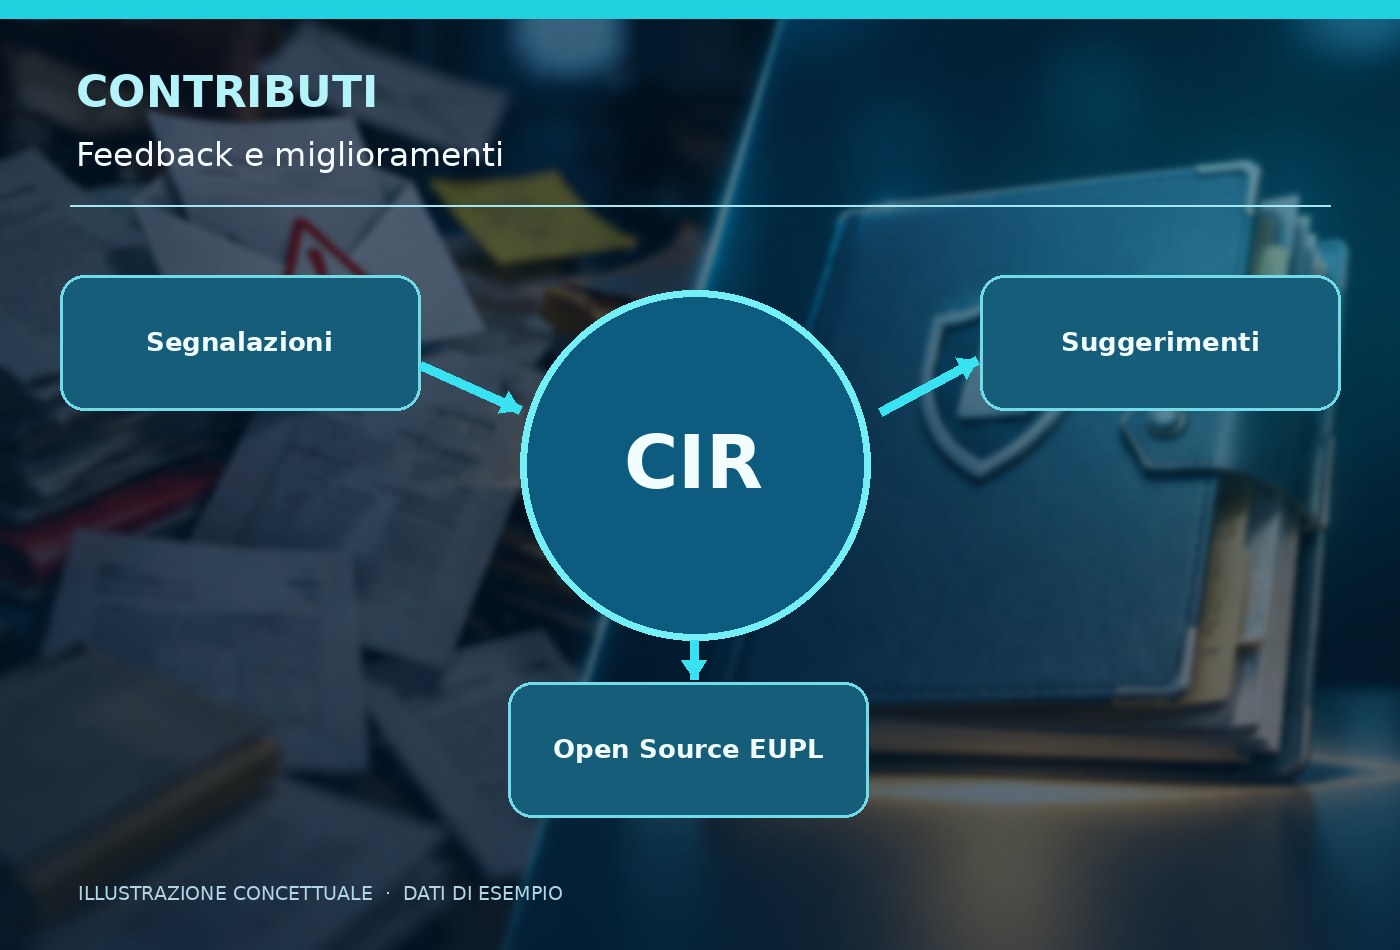 CONTRIBUTI
Feedback e miglioramenti
Segnalazioni
Suggerimenti
CIR
Open Source EUPL
ILLUSTRAZIONE CONCETTUALE · DATI DI ESEMPIO